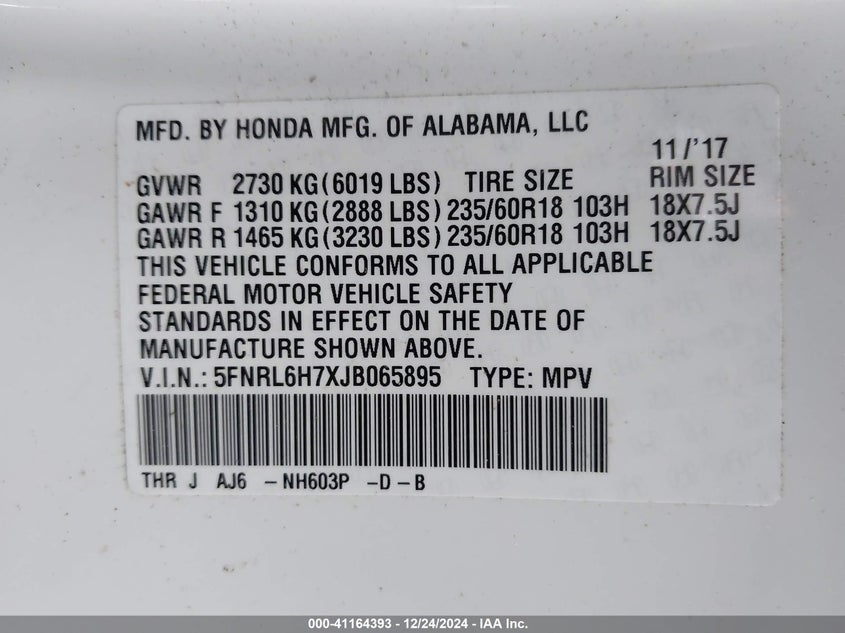 MFD. BY HONDA MFG. OF ALABAMA, LLC
11/'17
GVWR 2730 KG(6019 LBS) TIRE SIZE RIM SIZE
GAWR F 1310 KG(2888 LBS) 235/60R18 103H 18X7.5J
GAWR R 1465 KG(3230 LBS) 235/60R18 103H 18X7.5J
THIS VEHICLE CONFORMS TO ALL APPLICABLE
FEDERAL MOTOR VEHICLE SAFETY
STANDARDS IN EFFECT ON THE DATE OF
MANUFACTURE SHOWN ABOVE.
V.I.N.: 5FNRL6H7XJB065895 TYPE: MPV
THR J AJ6 -NH603P -D-B
000-41164393 - 12/24/2024 - IAA Inc.